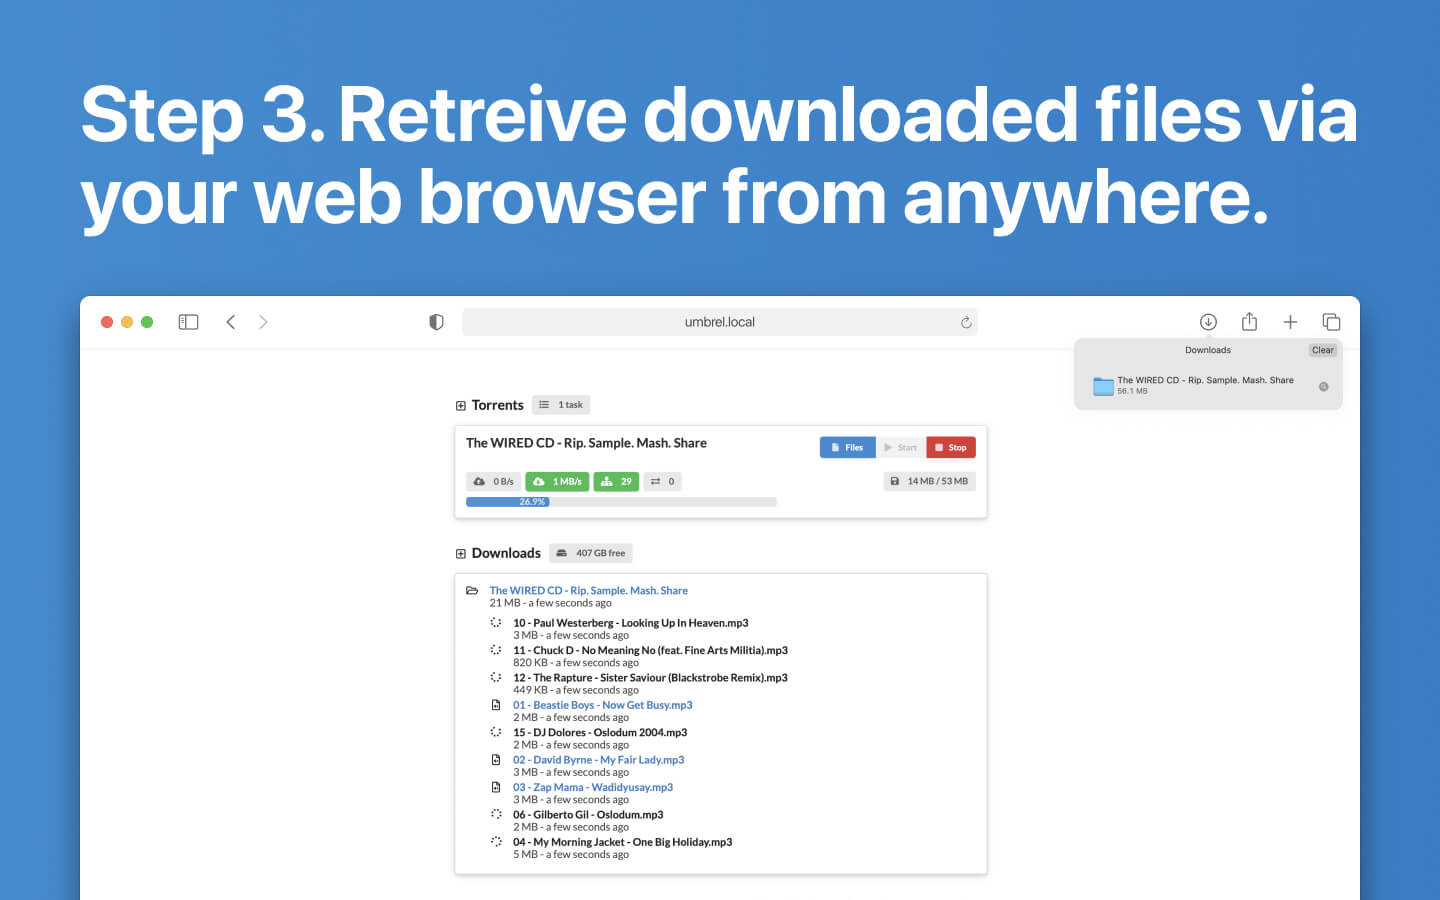 Step 3. Retreive downloaded files via
your web browser from anywhere.
umbrel.local
Downloads
Clear
The WIRED CD - Rip. Sample. Mash. Share
56.1 MB
Torrents
1 task
The WIRED CD - Rip. Sample. Mash. Share
Files
Start
Stop
0 B/s
1 MB/s
29
0
14 MB / 53 MB
26.9%
Downloads
407 GB free
The WIRED CD - Rip. Sample. Mash. Share
21 MB - a few seconds ago
10 - Paul Westerberg - Looking Up In Heaven.mp3
3 MB - a few seconds ago
11 - Chuck D - No Meaning No (feat. Fine Arts Militia).mp3
820 KB - a few seconds ago
12 - The Rapture - Sister Saviour (Blackstrobe Remix).mp3
449 KB - a few seconds ago
01 - Beastie Boys - Now Get Busy.mp3
2 MB - a few seconds ago
15 - DJ Dolores - Oslodum 2004.mp3
2 MB - a few seconds ago
02 - David Byrne - My Fair Lady.mp3
3 MB - a few seconds ago
03 - Zap Mama - Wadidyusay.mp3
3 MB - a few seconds ago
06 - Gilberto Gil - Oslodum.mp3
2 MB - a few seconds ago
04 - My Morning Jacket - One Big Holiday.mp3
5 MB - a few seconds ago